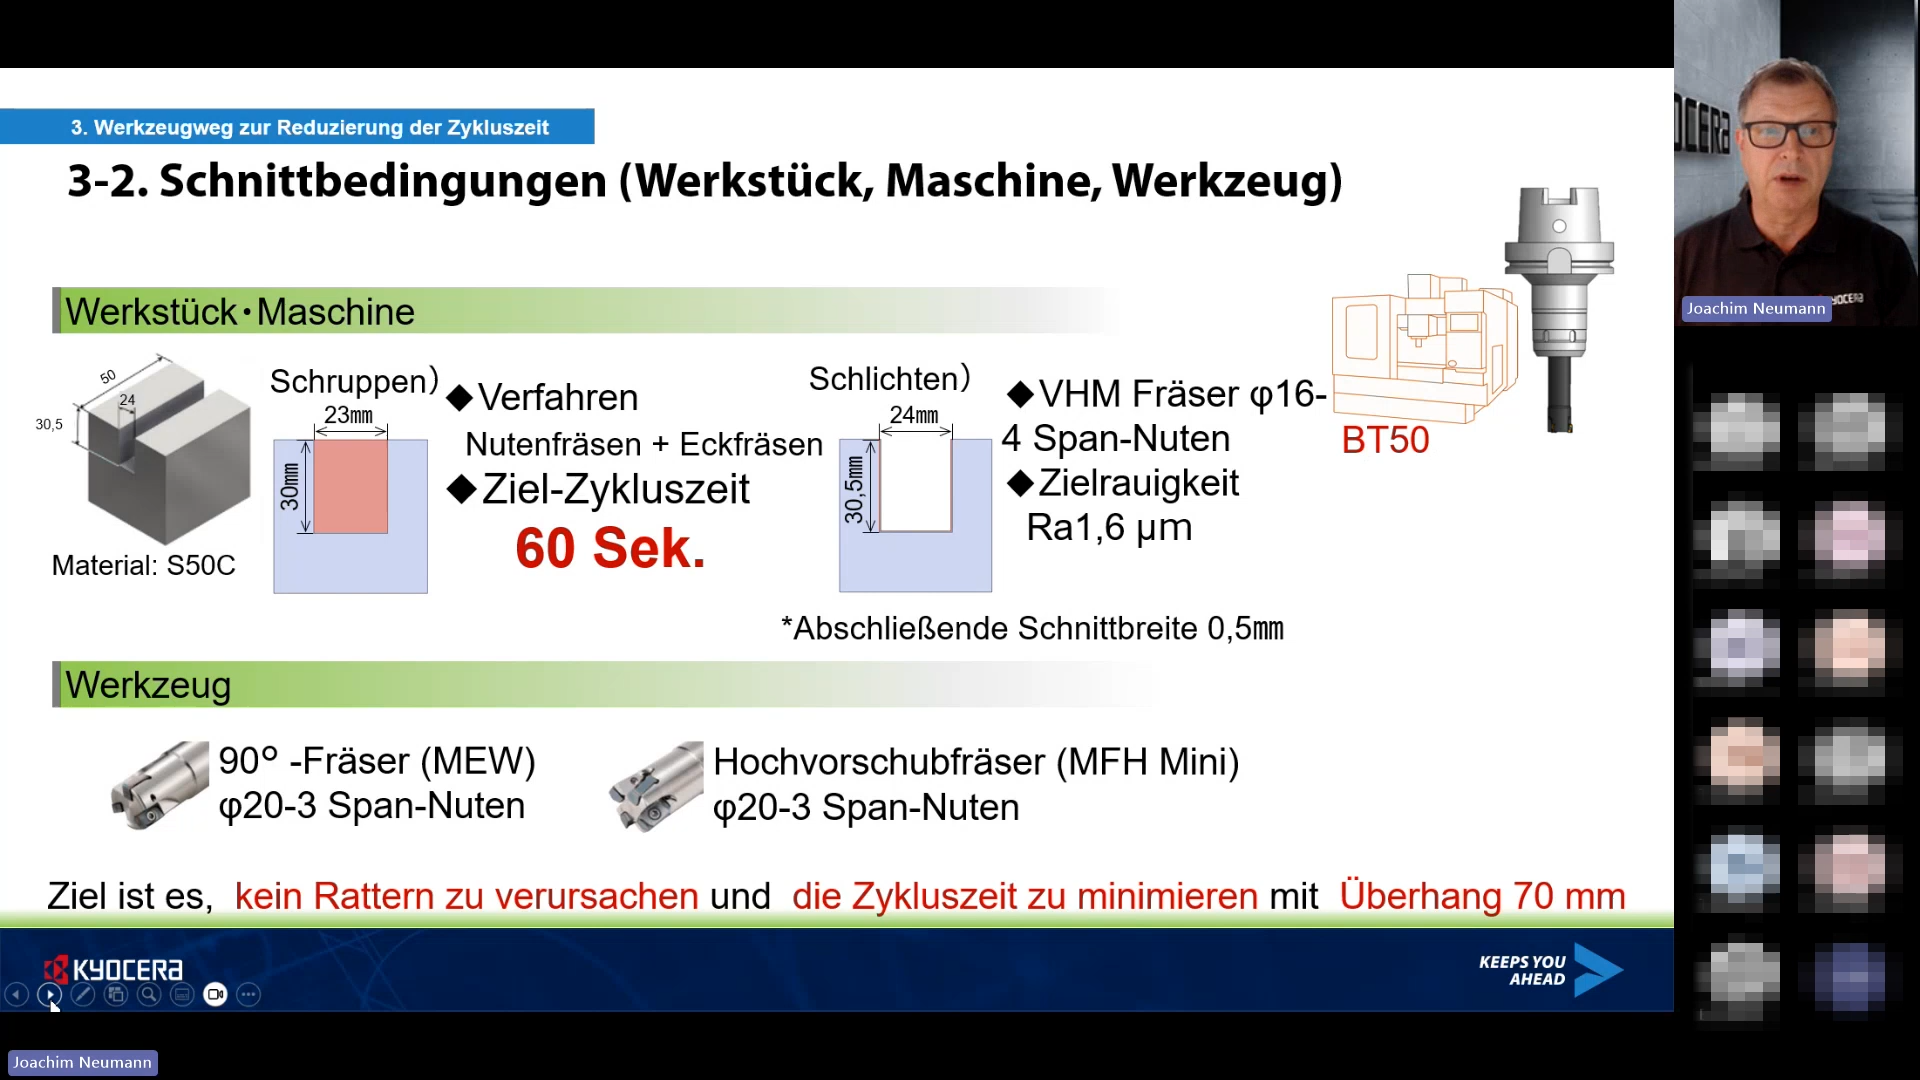 3. Werkzeugweg zur Reduzierung der Zykluszeit
3-2. Schnittbedingungen (Werkstück, Maschine, Werkzeug)
Werkstück･Maschine
50
24
30,5
Material: S50C
Schruppen)
23mm
30mm
◆Verfahren
Nutenfräsen + Eckfräsen
◆Ziel-Zykluszeit
60 Sek.
Schlichten)
24mm
30,5mm
◆VHM Fräser φ16-
4 Span-Nuten
◆Zielrauigkeit
Ra1,6 μm
BT50
*Abschließende Schnittbreite 0,5mm
Werkzeug
90° -Fräser (MEW)
φ20-3 Span-Nuten
Hochvorschubfräser (MFH Mini)
φ20-3 Span-Nuten
Ziel ist es, kein Rattern zu verursachen und die Zykluszeit zu minimieren mit Überhang 70 mm
KYOCERA
KEEPS YOU
AHEAD
Joachim Neumann
Joachim Neumann